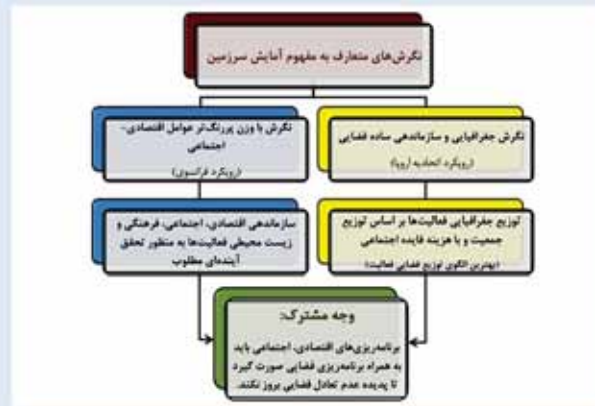 نگرش‌های متعارف به مفهوم آمایش سرزمین
نگرش جغرافیایی و سازماندهی ساده فضایی
(رویکرد اتحادیه اروپا)
نگرش با وزن پررنگ‌تر عوامل اقتصادی-
اجتماعی
(رویکرد فرانسوی)
توزیع جغرافیایی فعالیت‌ها بر اساس توزیع
جمعیت و با هزینه فایده اجتماعی
(بهترین الگوی توزیع فضایی فعالیت)
سازماندهی اقتصادی، اجتماعی، فرهنگی و
زیست محیطی فعالیت‌ها به منظور تحقق
آینده‌ای مطلوب
وجه مشترک:
برنامه‌ریزی‌های اقتصادی، اجتماعی باید
به همراه برنامه‌ریزی فضایی صورت گیرد
تا پدیده عدم تعادل فضایی بروز نکند.